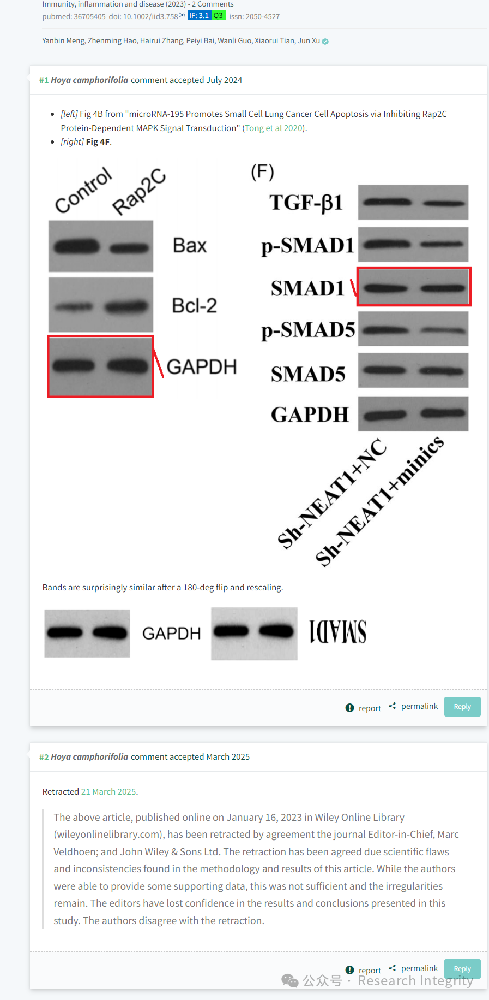 Immunity, inflammation and disease (2023) - 2 Comments
pubmed: 36705405 doi: 10.1002/iid3.758 IF: 3.1 Q3 issn: 2050-4527
Yanbin Meng, Zhenming Hao, Hairui Zhang, Peiyi Bai, Wanli Guo, Xiaorui Tian, Jun Xu
#1 Hoya camphorifolia comment accepted July 2024
[left] Fig 4B from "microRNA-195 Promotes Small Cell Lung Cancer Cell Apoptosis via Inhibiting Rap2C
Protein-Dependent MAPK Signal Transduction" (Tong et al 2020).
[right] Fig 4F.
Control Rap2C
Bax
Bcl-2
GAPDH
(F)
TGF-β1
p-SMAD1
SMAD1
p-SMAD5
SMAD5
GAPDH
Sh-NEAT1+NC
Sh-NEAT1+minics
Bands are surprisingly similar after a 180-deg flip and rescaling.
GAPDH SMAD1
! report permalink Reply
#2 Hoya camphorifolia comment accepted March 2025
Retracted 21 March 2025.
The above article, published online on January 16, 2023 in Wiley Online Library
(wileyonlinelibrary.com), has been retracted by agreement the journal Editor-in-Chief, Marc
Veldhoen; and John Wiley & Sons Ltd. The retraction has been agreed due scientific flaws
and inconsistencies found in the methodology and results of this article. While the authors
were able to provide some supporting data, this was not sufficient and the irregularities
remain. The editors have lost confidence in the results and conclusions presented in this
study. The authors disagree with the retraction.
! report permalink Reply
公众号 · Research Integrity